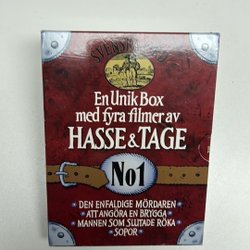 En Unik Box
med fyra filmer av
HASSE & TAGE
No1
• DEN ENFALDIGE MÖRDAREN
• ATT ANGÖRA EN BRYGGA •
• MANNEN SOM SLUTADE RÖKA
• SOPOR •